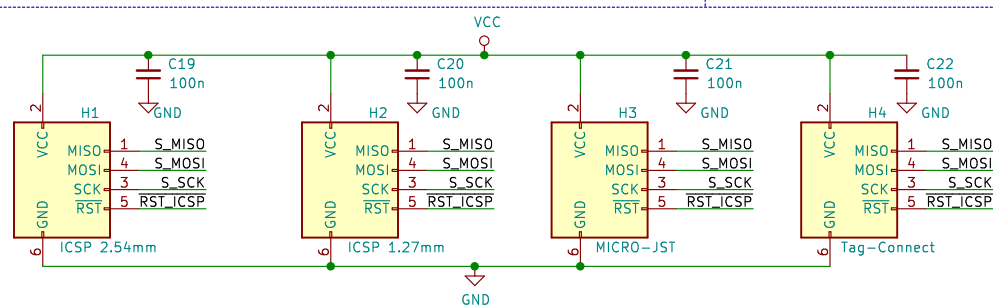 VCC
C19
100n
GND
C20
100n
GND
C21
100n
GND
C22
100n
GND
2
H1
VCC
MISO
1
S_MISO
MOSI
4
S_MOSI
SCK
3
S_SCK
RST
5
RST_ICSP
GND
6
ICSP 2.54mm
2
H2
VCC
MISO
1
S_MISO
MOSI
4
S_MOSI
SCK
3
S_SCK
RST
5
RST_ICSP
GND
6
ICSP 1.27mm
2
H3
VCC
MISO
1
S_MISO
MOSI
4
S_MOSI
SCK
3
S_SCK
RST
5
RST_ICSP
GND
6
MICRO-JST
2
H4
VCC
MISO
1
S_MISO
MOSI
4
S_MOSI
SCK
3
S_SCK
RST
5
RST_ICSP
GND
6
Tag-Connect
GND